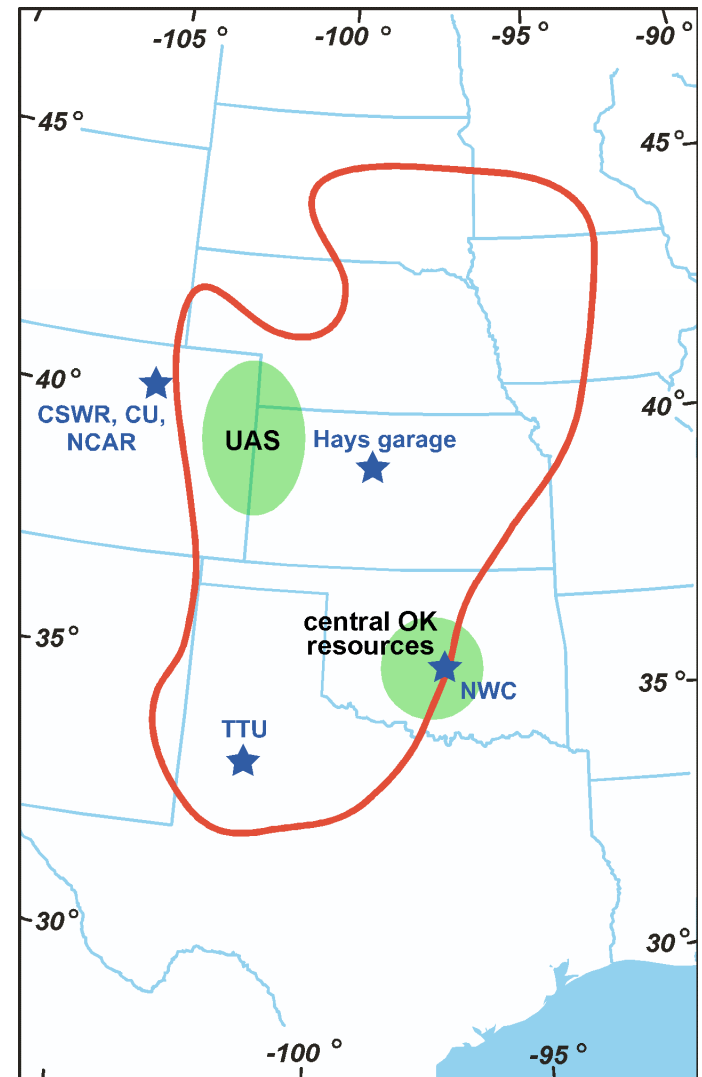 -105° -100° -95° -90°
45°
45°
40°
40°
CSWR, CU,
NCAR
UAS
Hays garage
35°
central OK
resources
35°
NWC
TTU
30°
30°
-100° -95°